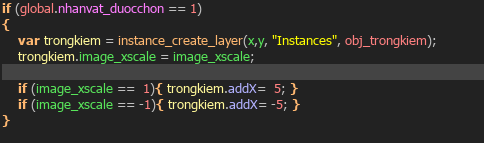 if (global.nhanvat_duocchon == 1)
{
    var trongkiem = instance_create_layer(x,y, "Instances", obj_trongkiem);
    trongkiem.image_xscale = image_xscale;
    if (image_xscale ==  1){ trongkiem.addX=  5; }
    if (image_xscale == -1){ trongkiem.addX= -5; }
}